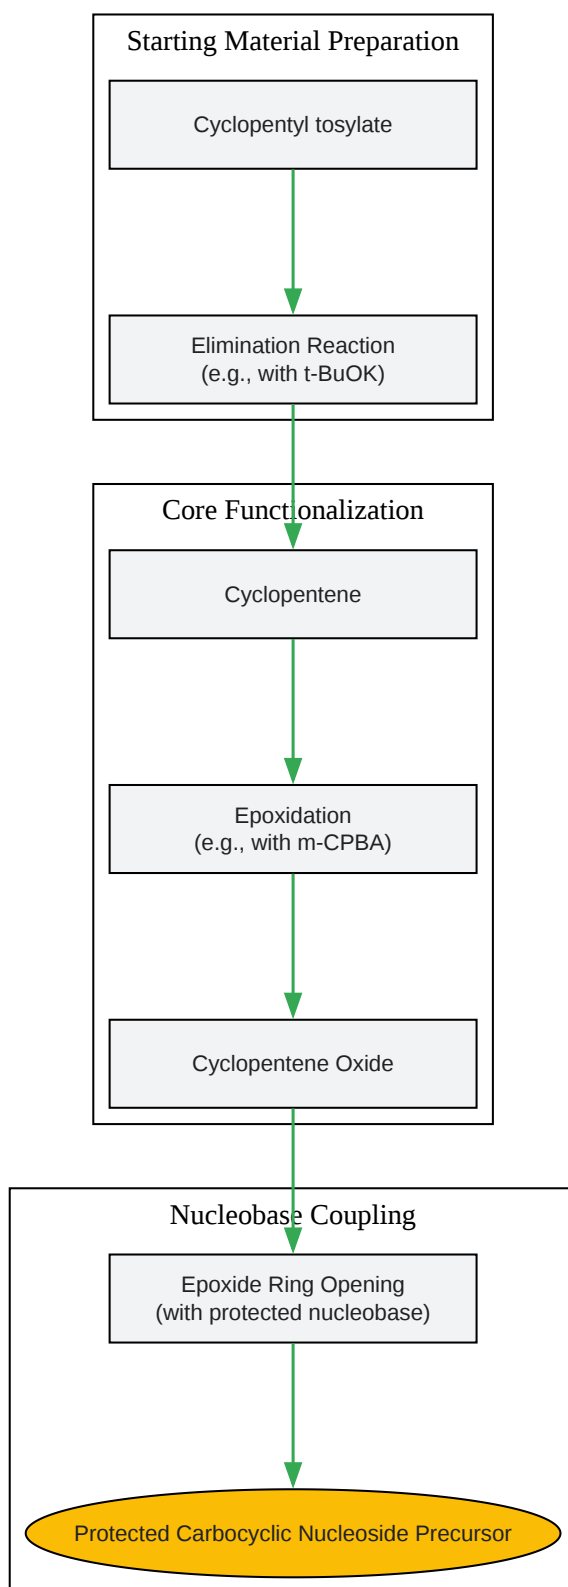 Starting Material Preparation
Cyclopentyl tosylate
Elimination Reaction
(e.g., with t-BuOK)
Core Functionalization
Cyclopentene
Epoxidation
(e.g., with m-CPBA)
Cyclopentene Oxide
Nucleobase Coupling
Epoxide Ring Opening
(with protected nucleobase)
Protected Carbocyclic Nucleoside Precursor